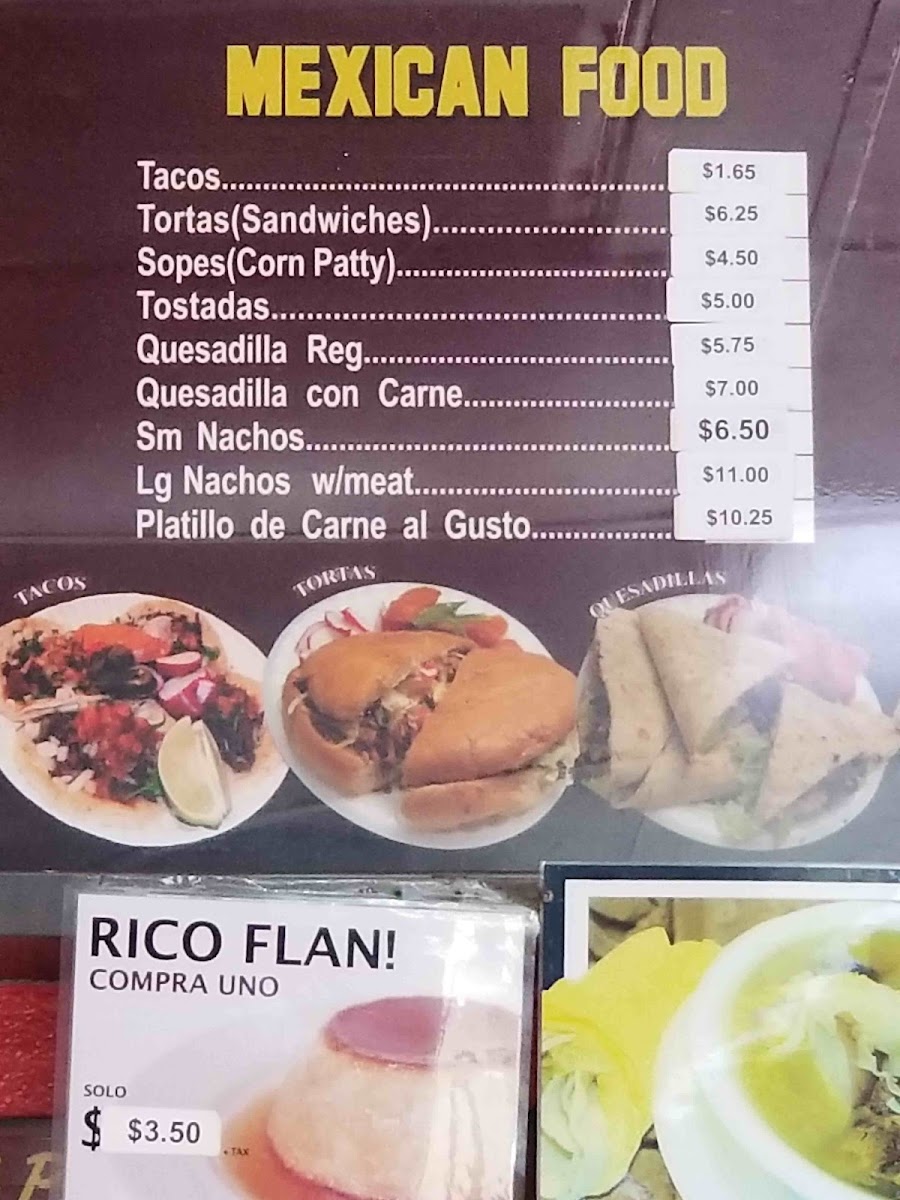 MEXICAN FOOD
Tacos........................................................ $1.65
Tortas(Sandwiches)............................ $6.25
Sopes(Corn Patty)................................ $4.50
Tostadas................................................ $5.00
Quesadilla Reg..................................... $5.75
Quesadilla con Carne......................... $7.00
Sm Nachos............................................ $6.50
Lg Nachos w/meat................................ $11.00
Platillo de Carne al Gusto................. $10.25
TACOS
TORTAS
QUESADILLAS
RICO FLAN!
COMPRA UNO
SOLO
$ $3.50
+ TAX